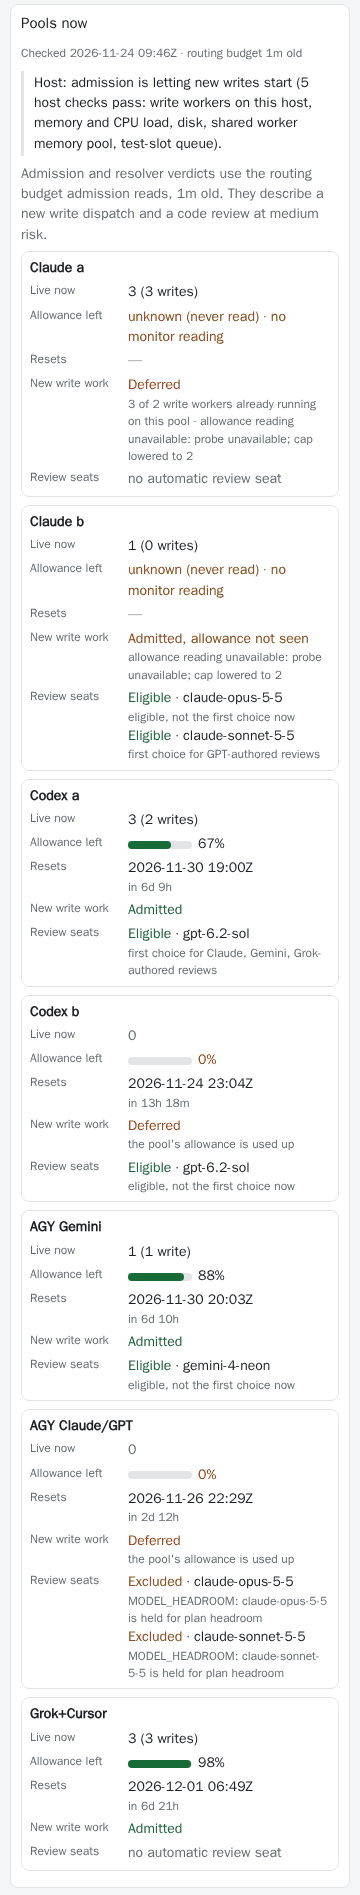 Pools now
Checked 2026-11-24 09:46Z · routing budget 1m old
Host: admission is letting new writes start (5
host checks pass: write workers on this host,
memory and CPU load, disk, shared worker
memory pool, test-slot queue).
Admission and resolver verdicts use the routing
budget admission reads, 1m old. They describe a
new write dispatch and a code review at medium
risk.
Claude a
Live now 3 (3 writes)
Allowance left unknown (never read) · no
monitor reading
Resets —
New write work Deferred
3 of 2 write workers already running
on this pool · allowance reading
unavailable: probe unavailable; cap
lowered to 2
Review seats no automatic review seat
Claude b
Live now 1 (0 writes)
Allowance left unknown (never read) · no
monitor reading
Resets —
New write work Admitted, allowance not seen
allowance reading unavailable: probe
unavailable; cap lowered to 2
Review seats Eligible · claude-opus-5-5
eligible, not the first choice now
Eligible · claude-sonnet-5-5
first choice for GPT-authored reviews
Codex a
Live now 3 (2 writes)
Allowance left 67%
Resets 2026-11-30 19:00Z
in 6d 9h
New write work Admitted
Review seats Eligible · gpt-6.2-sol
first choice for Claude, Gemini, Grok-
authored reviews
Codex b
Live now 0
Allowance left 0%
Resets 2026-11-24 23:04Z
in 13h 18m
New write work Deferred
the pool's allowance is used up
Review seats Eligible · gpt-6.2-sol
eligible, not the first choice now
AGY Gemini
Live now 1 (1 write)
Allowance left 88%
Resets 2026-11-30 20:03Z
in 6d 10h
New write work Admitted
Review seats Eligible · gemini-4-neon
eligible, not the first choice now
AGY Claude/GPT
Live now 0
Allowance left 0%
Resets 2026-11-26 22:29Z
in 2d 12h
New write work Deferred
the pool's allowance is used up
Review seats Excluded · claude-opus-5-5
MODEL_HEADROOM: claude-opus-5-5
is held for plan headroom
Excluded · claude-sonnet-5-5
MODEL_HEADROOM: claude-sonnet-
5-5 is held for plan headroom
Grok+Cursor
Live now 3 (3 writes)
Allowance left 98%
Resets 2026-12-01 06:49Z
in 6d 21h
New write work Admitted
Review seats no automatic review seat